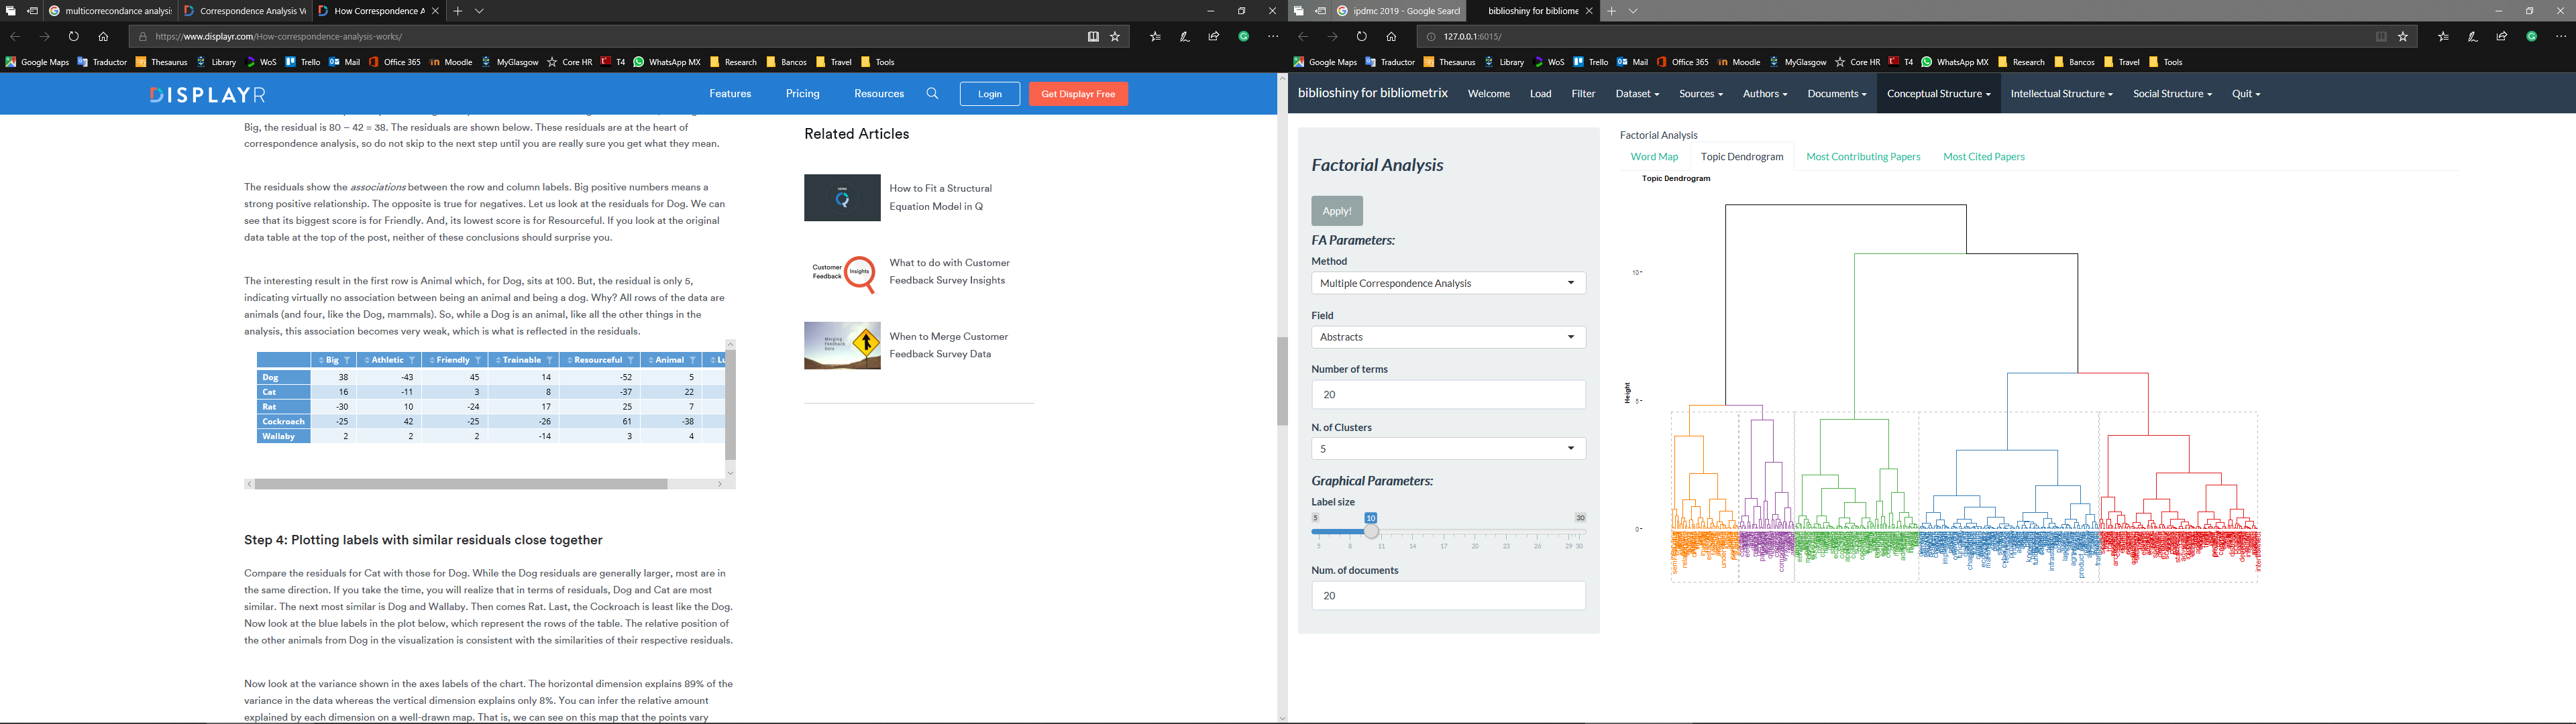 multicorrecondance analysis
Correspondence Analysis V
How Correspondence A
https://www.displayr.com/How-correspondence-analysis-works/
Google Maps Traductor Thesaurus Library WoS Trello Mail Office 365 Moodle MyGlasgow Core HR T4 WhatsApp MX Research Bancos Travel Tools
DISPLAYR
Features Pricing Resources Login Get Displayr Free
Big, the residual is 80 – 42 = 38. The residuals are shown below. These residuals are at the heart of
correspondence analysis, so do not skip to the next step until you are really sure you get what they mean.
The residuals show the associations between the row and column labels. Big positive numbers means a
strong positive relationship. The opposite is true for negatives. Let us look at the residuals for Dog. We can
see that its biggest score is for Friendly. And, its lowest score is for Resourceful. If you look at the original
data table at the top of the post, neither of these conclusions should surprise you.
The interesting result in the first row is Animal which, for Dog, sits at 100. But, the residual is only 5,
indicating virtually no association between being an animal and being a dog. Why? All rows of the data are
animals (and four, like the Dog, mammals). So, while a Dog is an animal, like all the other things in the
analysis, this association becomes very weak, which is what is reflected in the residuals.
Big Athletic Friendly Trainable Resourceful Animal Lu
Dog 38 -43 45 14 -52 5
Cat 16 -11 3 8 -37 22
Rat -30 10 -24 17 25 7
Cockroach -25 42 -25 -26 61 -38
Wallaby 2 2 2 -14 3 4
Step 4: Plotting labels with similar residuals close together
Compare the residuals for Cat with those for Dog. While the Dog residuals are generally larger, most are in
the same direction. If you take the time, you will realize that in terms of residuals, Dog and Cat are most
similar. The next most similar is Dog and Wallaby. Then comes Rat. Last, the Cockroach is least like the Dog.
Now look at the blue labels in the plot below, which represent the rows of the table. The relative position of
the other animals from Dog in the visualization is consistent with the similarities of their respective residuals.
Now look at the variance shown in the axes labels of the chart. The horizontal dimension explains 89% of the
variance in the data whereas the vertical dimension explains only 8%. You can infer the relative amount
explained by each dimension on a well-drawn map. That is, we can see on this map that the points vary
Related Articles
How to Fit a Structural
Equation Model in Q
Customer
Feedback
Insights
What to do with Customer
Feedback Survey Insights
Merging
Feedback
Data
When to Merge Customer
Feedback Survey Data
ipdmc 2019 - Google Searcl
biblioshiny for bibliome
127.0.0.1:6015/
Google Maps Traductor Thesaurus Library WoS Trello Mail Office 365 Moodle MyGlasgow Core HR T4 WhatsApp MX Research Bancos Travel Tools
biblioshiny for bibliometrix Welcome Load Filter Dataset Sources Authors Documents Conceptual Structure Intellectual Structure Social Structure Quit
Factorial Analysis
Apply!
FA Parameters:
Method
Multiple Correspondence Analysis
Field
Abstracts
Number of terms
20
N. of Clusters
5
Graphical Parameters:
Label size
5 10 30
5 8 11 14 17 20 23 26 29 30
Num. of documents
20
Factorial Analysis
Word Map Topic Dendrogram Most Contributing Papers Most Cited Papers
Topic Dendrogram
Height
10
5
0